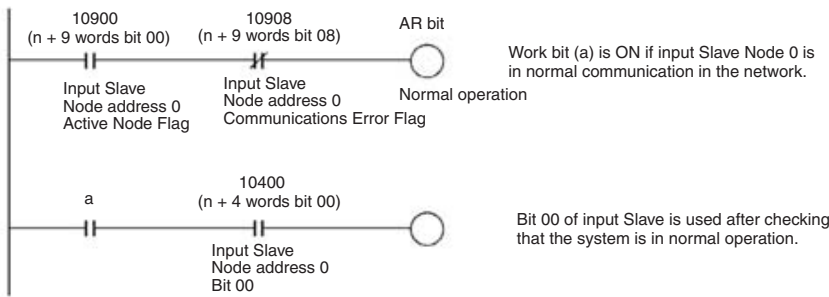 10900
(n + 9 words bit 00)
10908
(n + 9 words bit 08)
AR bit
Input Slave
Node address 0
Active Node Flag
Input Slave
Node address 0
Communications Error Flag
Normal operation
Work bit (a) is ON if input Slave Node 0 is
in normal communication in the network.
a
10400
(n + 4 words bit 00)
Input Slave
Node address 0
Bit 00
Bit 00 of input Slave is used after checking
that the system is in normal operation.